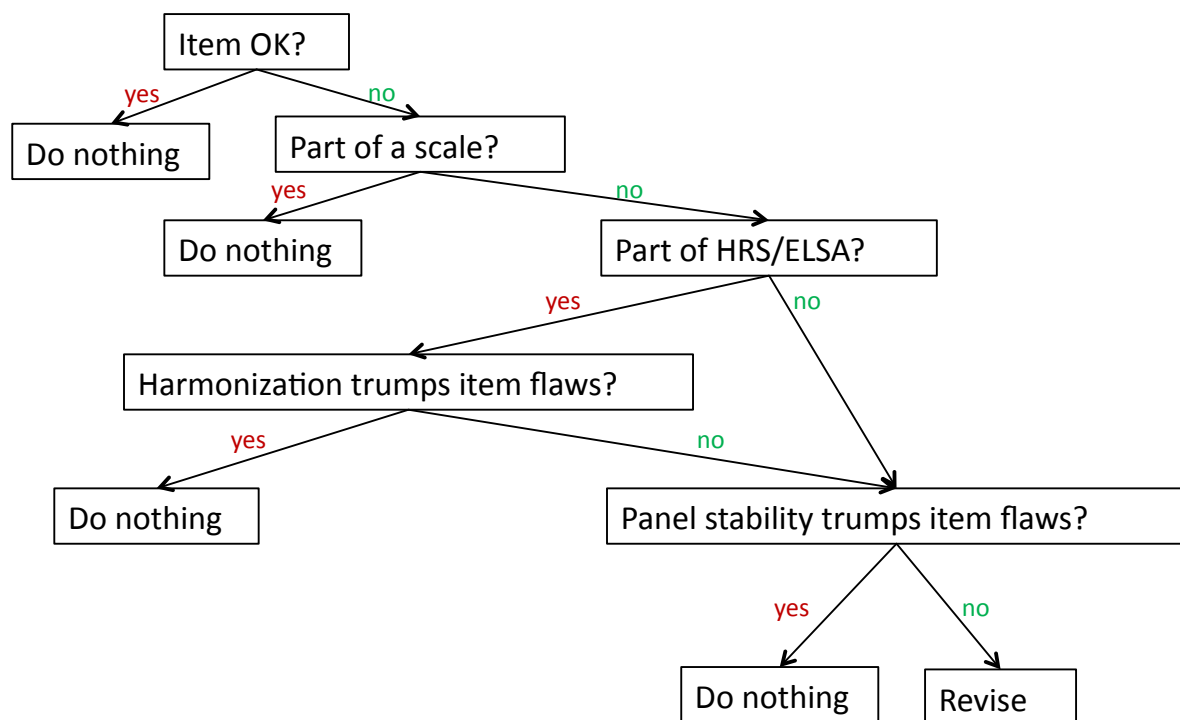 Item OK?
yes
no
Do nothing
Part of a scale?
yes
no
Do nothing
Part of HRS/ELSA?
yes
no
Harmonization trumps item flaws?
yes
no
Do nothing
Panel stability trumps item flaws?
yes
no
Do nothing
Revise